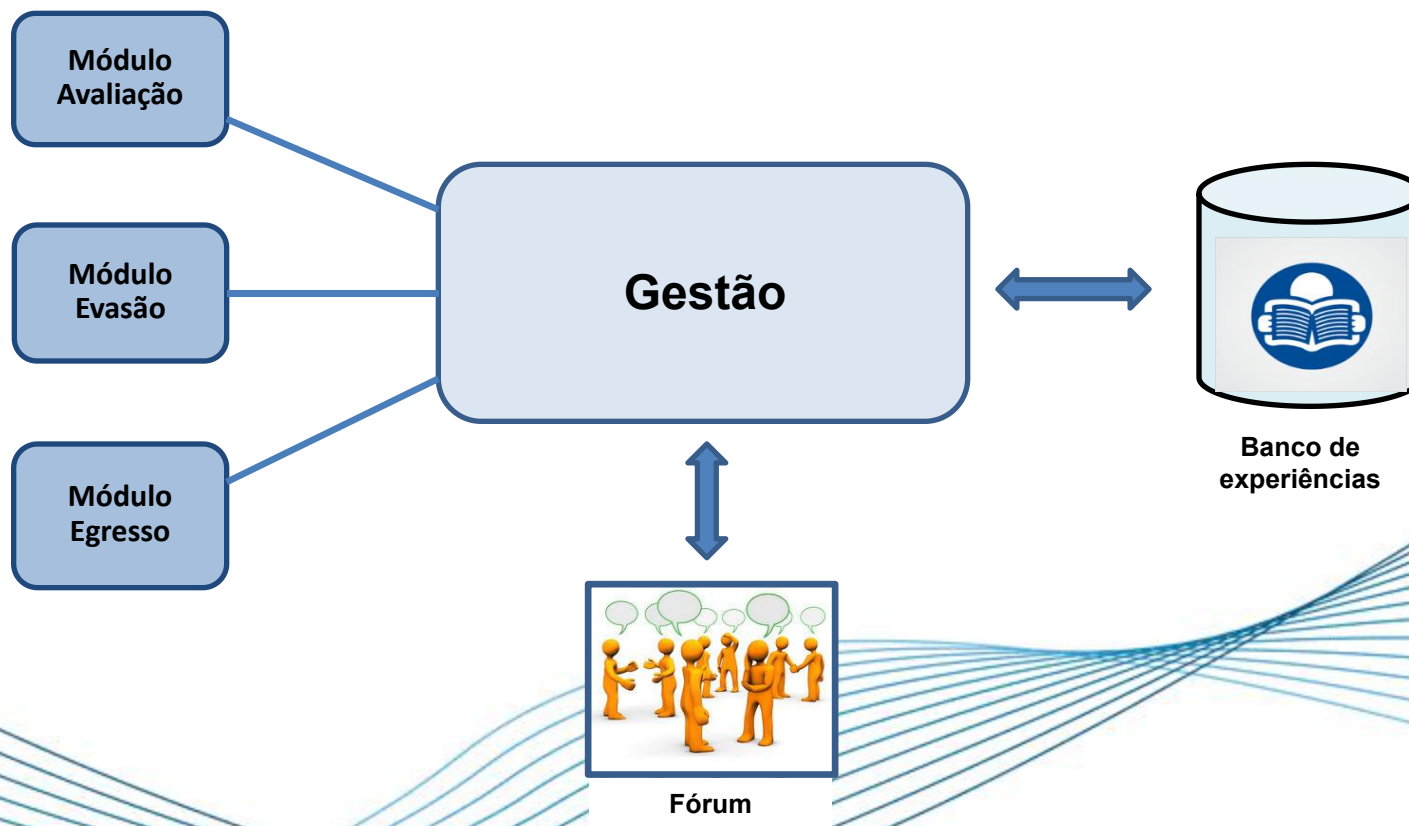 Módulo
Avaliação
Módulo
Evasão
Módulo
Egresso
Gestão
Banco de
experiências
Fórum